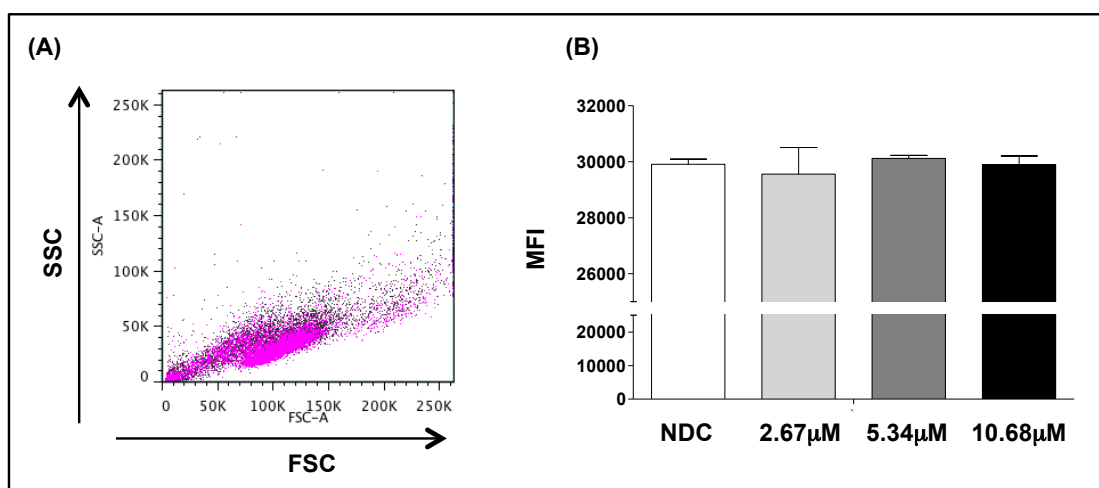 (A)
SSC
SSC-A
250K
200K
150K
100K
50K
0
0 50K 100K 150K 200K 250K
FSC-A
FSC
(B)
MFI
32000
30000
28000
26000
20000
10000
0
NDC 2.67μM 5.34μM 10.68μM